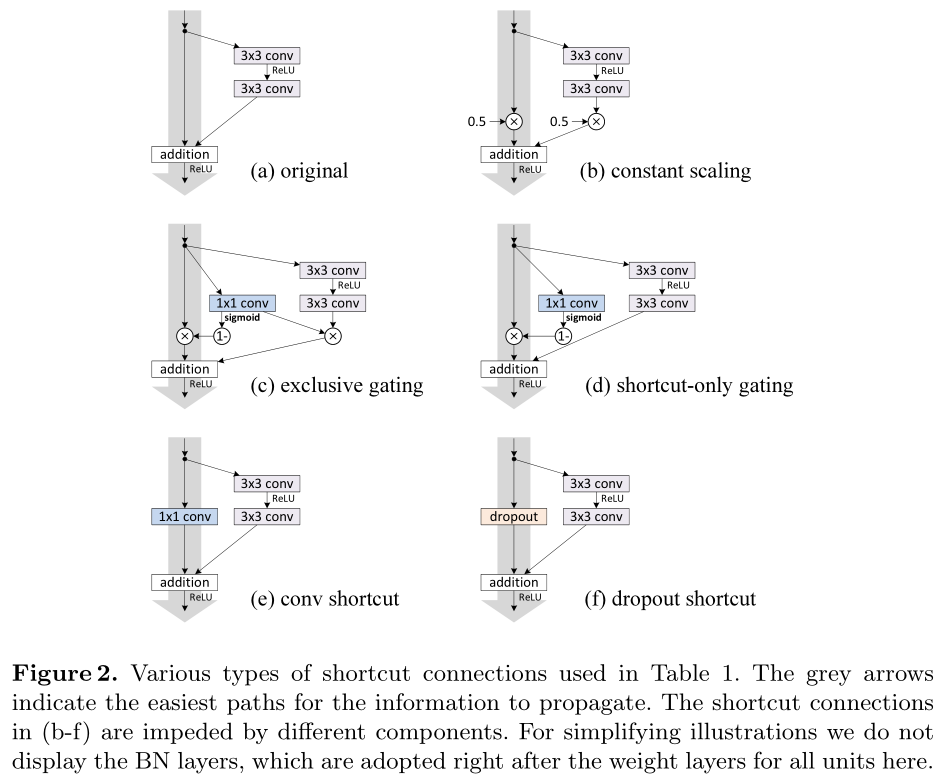 3x3 conv
ReLU
3x3 conv
addition
ReLU
(a) original
3x3 conv
ReLU
3x3 conv
0.5
×
0.5
×
addition
ReLU
(b) constant scaling
3x3 conv
ReLU
1x1 conv
3x3 conv
sigmoid
×
1-
×
addition
ReLU
(c) exclusive gating
3x3 conv
ReLU
1x1 conv
3x3 conv
sigmoid
×
1-
addition
ReLU
(d) shortcut-only gating
3x3 conv
ReLU
1x1 conv
3x3 conv
addition
ReLU
(e) conv shortcut
3x3 conv
ReLU
dropout
3x3 conv
addition
ReLU
(f) dropout shortcut
Figure 2. Various types of shortcut connections used in Table 1. The grey arrows
indicate the easiest paths for the information to propagate. The shortcut connections
in (b-f) are impeded by different components. For simplifying illustrations we do not
display the BN layers, which are adopted right after the weight layers for all units here.